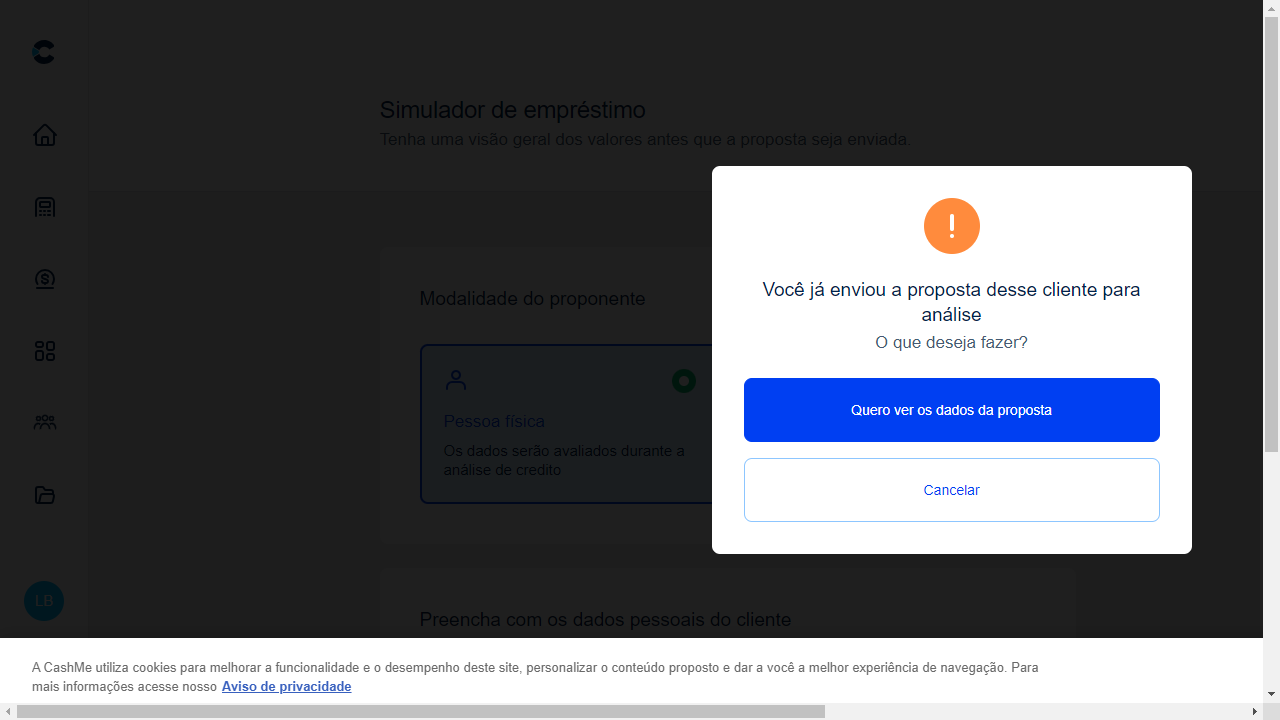 Simulador de empréstimo
Tenha uma visão geral dos valores antes que a proposta seja enviada.
Modalidade do proponente
Pessoa física
Os dados serão avaliados durante a
análise de credito
Você já enviou a proposta desse cliente para
análise
O que deseja fazer?
Quero ver os dados da proposta
Cancelar
LB
Preencha com os dados pessoais do cliente
A CashMe utiliza cookies para melhorar a funcionalidade e o desempenho deste site, personalizar o conteúdo proposto e dar a você a melhor experiência de navegação. Para
mais informações acesse nosso Aviso de privacidade